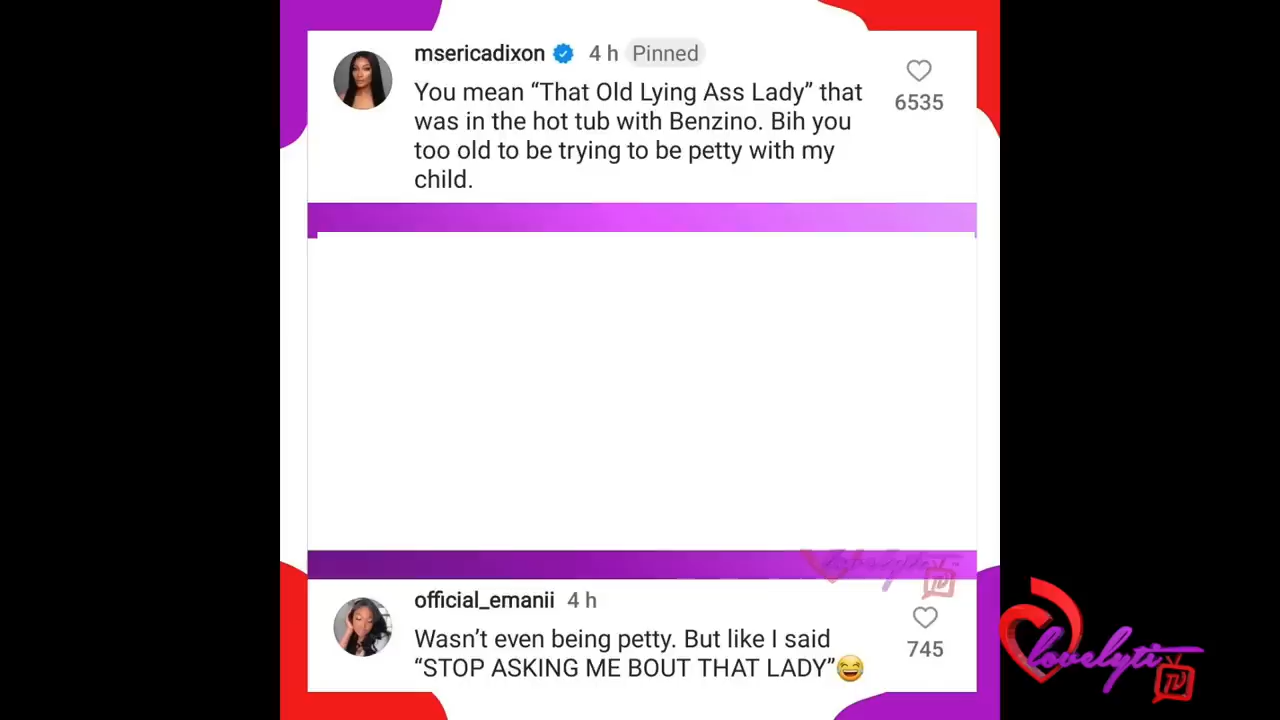 msericadixon 4 h Pinned
You mean “That Old Lying Ass Lady” that
was in the hot tub with Benzino. Bih you
too old to be trying to be petty with my
child.
6535
official_emanii 4 h
Wasn’t even being petty. But like I said
“STOP ASKING ME BOUT THAT LADY”😆
745
lovelyti
TV